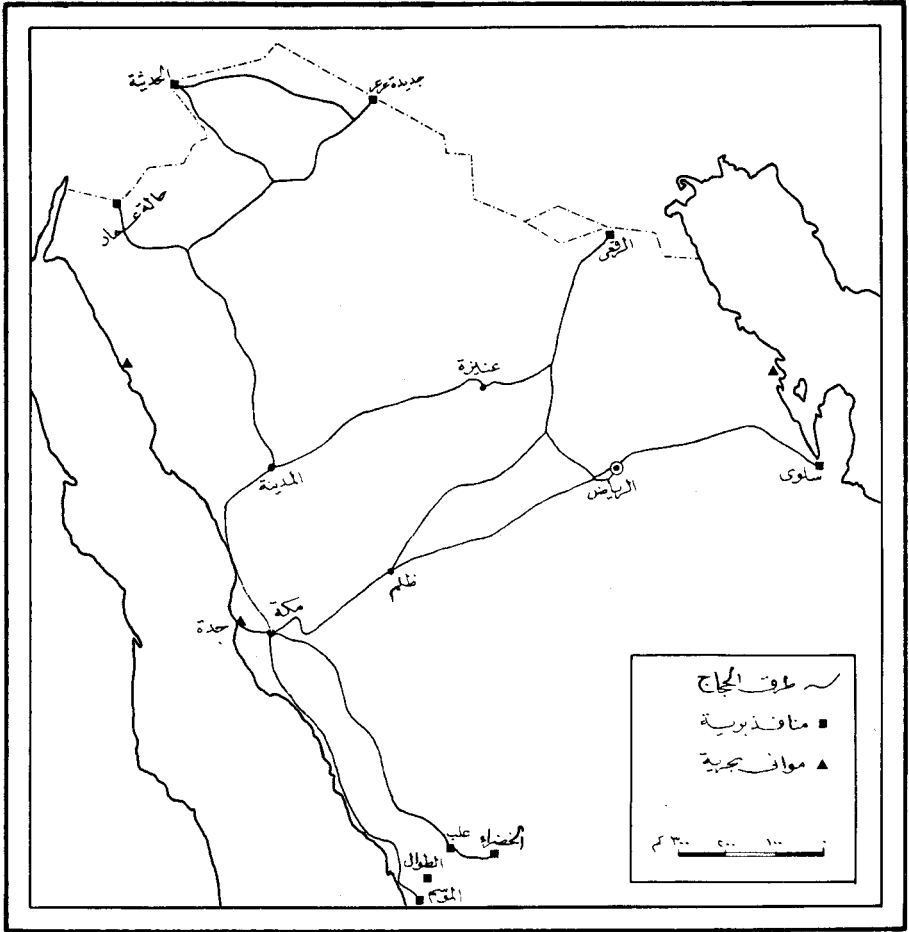 الحديثة
جديدة عرعر
حالة عمار
الرقعي
عنيزة
المدينة
الرياض
سلوى
ظلم
مكة
جدة
علب
الخضراء
الطوال
الموسم
طرق الحجاج
منافذ برية
موانئ بحرية
٣٠٠ كم ٢٠٠ ١٠٠ ٠